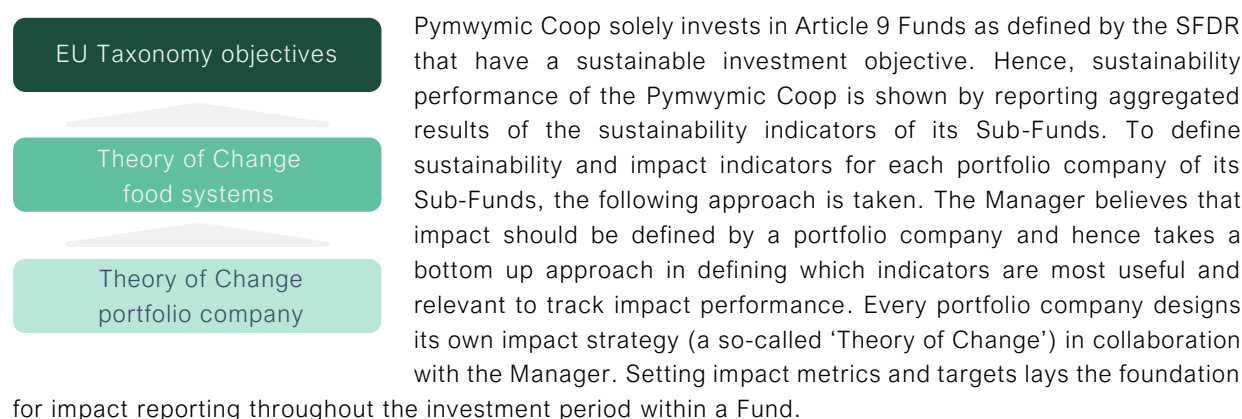 EU Taxonomy objectives
Theory of Change
food systems
Theory of Change
portfolio company
Pymwymic Coop solely invests in Article 9 Funds as defined by the SFDR
that have a sustainable investment objective. Hence, sustainability
performance of the Pymwymic Coop is shown by reporting aggregated
results of the sustainability indicators of its Sub-Funds. To define
sustainability and impact indicators for each portfolio company of its
Sub-Funds, the following approach is taken. The Manager believes that
impact should be defined by a portfolio company and hence takes a
bottom up approach in defining which indicators are most useful and
relevant to track impact performance. Every portfolio company designs
its own impact strategy (a so-called ‘Theory of Change’) in collaboration
with the Manager. Setting impact metrics and targets lays the foundation
for impact reporting throughout the investment period within a Fund.